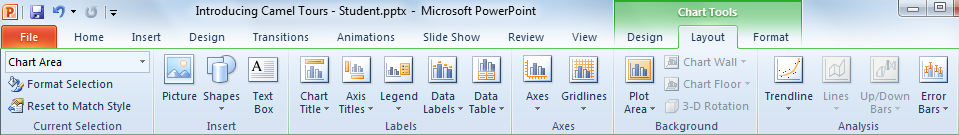 Introducing Camel Tours - Student.pptx - Microsoft PowerPoint
Chart Tools
File Home Insert Design Transitions Animations Slide Show Review View Design Layout Format
Chart Area
Format Selection
Reset to Match Style
Current Selection
Picture
Shapes
Text
Box
Insert
Chart
Title
Axis
Titles
Legend
Data
Labels
Data
Table
Labels
Axes
Gridlines
Axes
Plot
Area
Chart Wall
Chart Floor
3-D Rotation
Background
Trendline
Lines
Up/Down
Bars
Error
Bars
Analysis